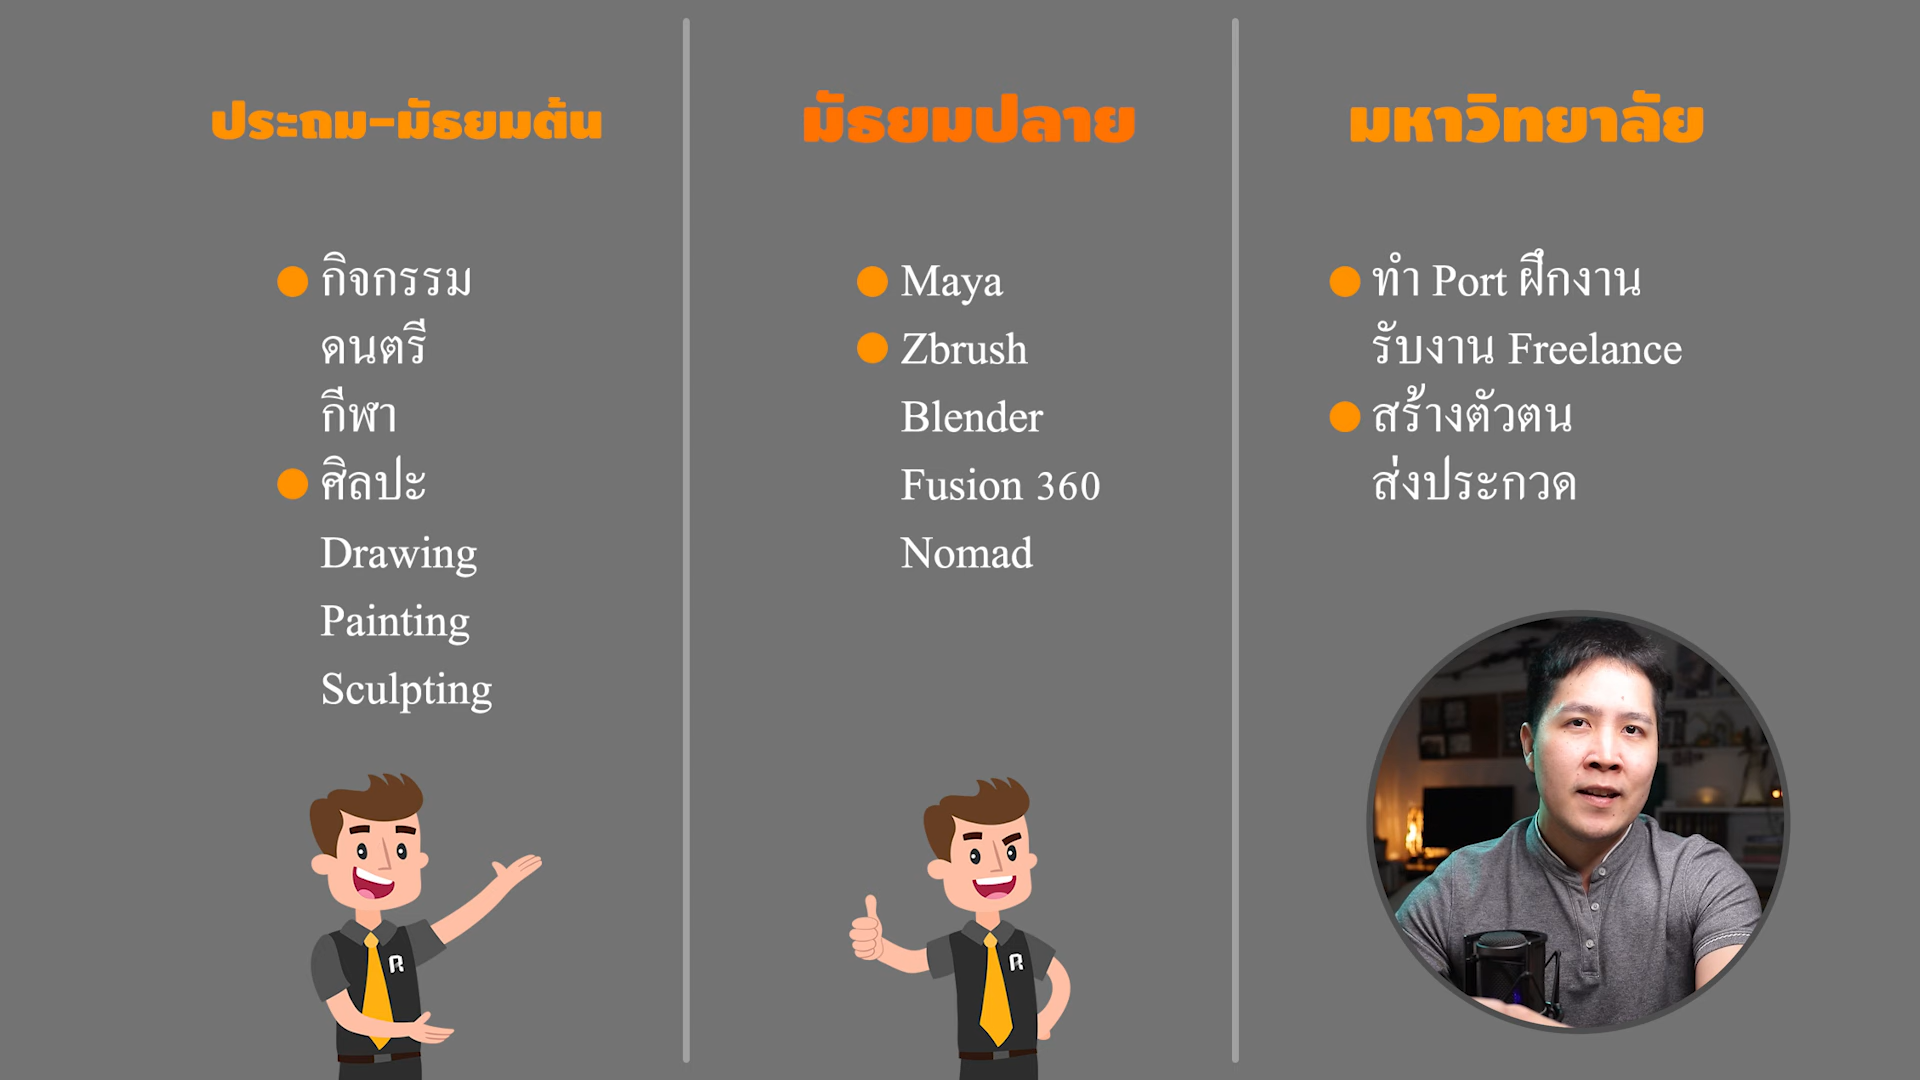 ประถม-มัธยมต้น
กิจกรรม
ดนตรี
กีฬา
ศิลปะ
Drawing
Painting
Sculpting
มัธยมปลาย
Maya
Zbrush
Blender
Fusion 360
Nomad
มหาวิทยาลัย
ทำ Port ฝึกงาน
รับงาน Freelance
สร้างตัวตน
ส่งประกวด
R
R